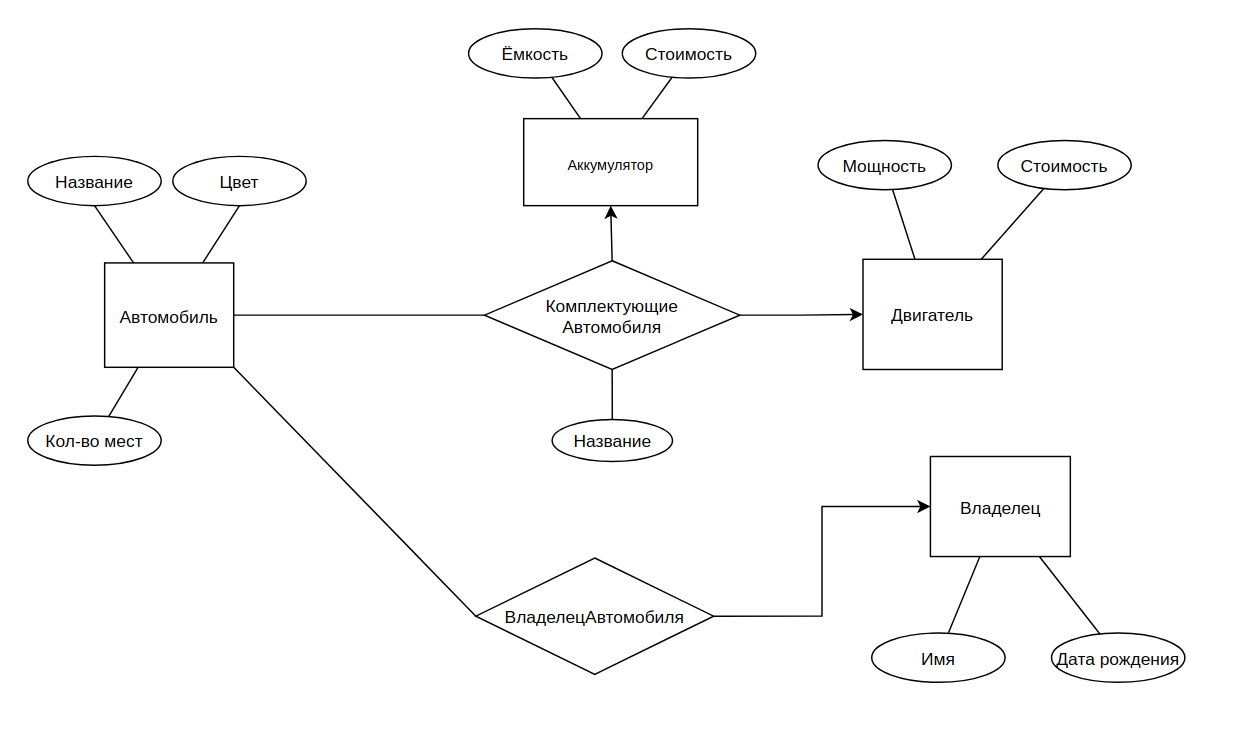 Ёмкость
Стоимость
Аккумулятор
Мощность
Стоимость
Название
Цвет
Автомобиль
Комплектующие
Автомобиля
Двигатель
Кол-во мест
Название
Владелец
ВладелецАвтомобиля
Имя
Дата рождения